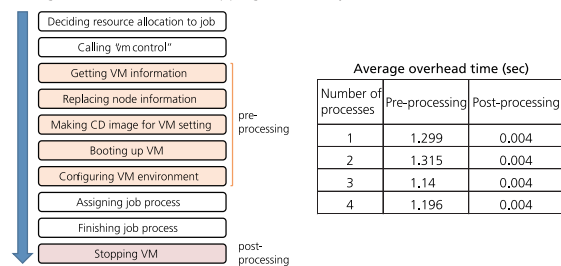 Deciding resource allocation to job
Calling "vm control"
Getting VM information
Replacing node information
Making CD image for VM setting
Booting up VM
Configuring VM environment
Assigning job process
Finishing job process
Stopping VM
pre-
processing
post-
processing
Average overhead time (sec)
Number of processes Pre-processing Post-processing
1 1.299 0.004
2 1.315 0.004
3 1.14 0.004
4 1.196 0.004